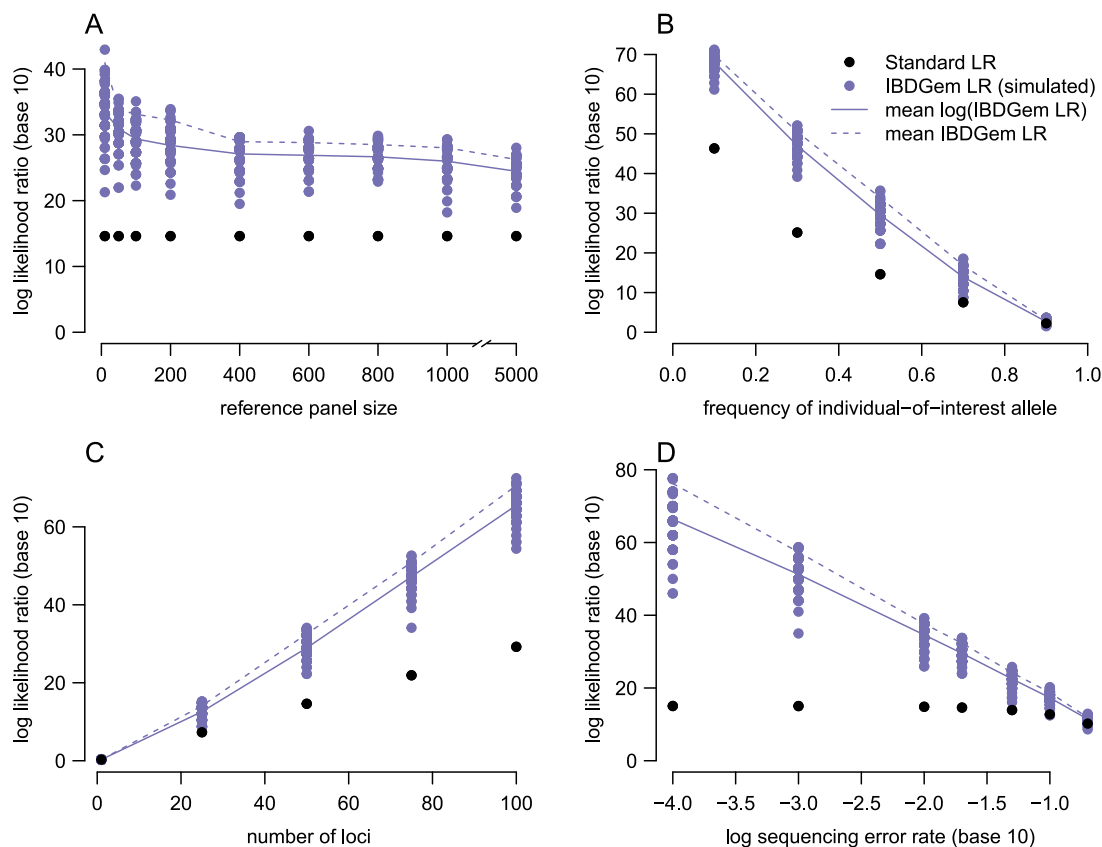 A
log likelihood ratio (base 10)
40
30
20
10
0
0 200 400 600 800 1000 5000
reference panel size
B
log likelihood ratio (base 10)
70
60
50
40
30
20
10
0
0.0 0.2 0.4 0.6 0.8 1.0
frequency of individual−of−interest allele
Standard LR
IBDGem LR (simulated)
mean log(IBDGem LR)
mean IBDGem LR
C
log likelihood ratio (base 10)
60
40
20
0
0 20 40 60 80 100
number of loci
D
log likelihood ratio (base 10)
80
60
40
20
0
−4.0 −3.5 −3.0 −2.5 −2.0 −1.5 −1.0
log sequencing error rate (base 10)